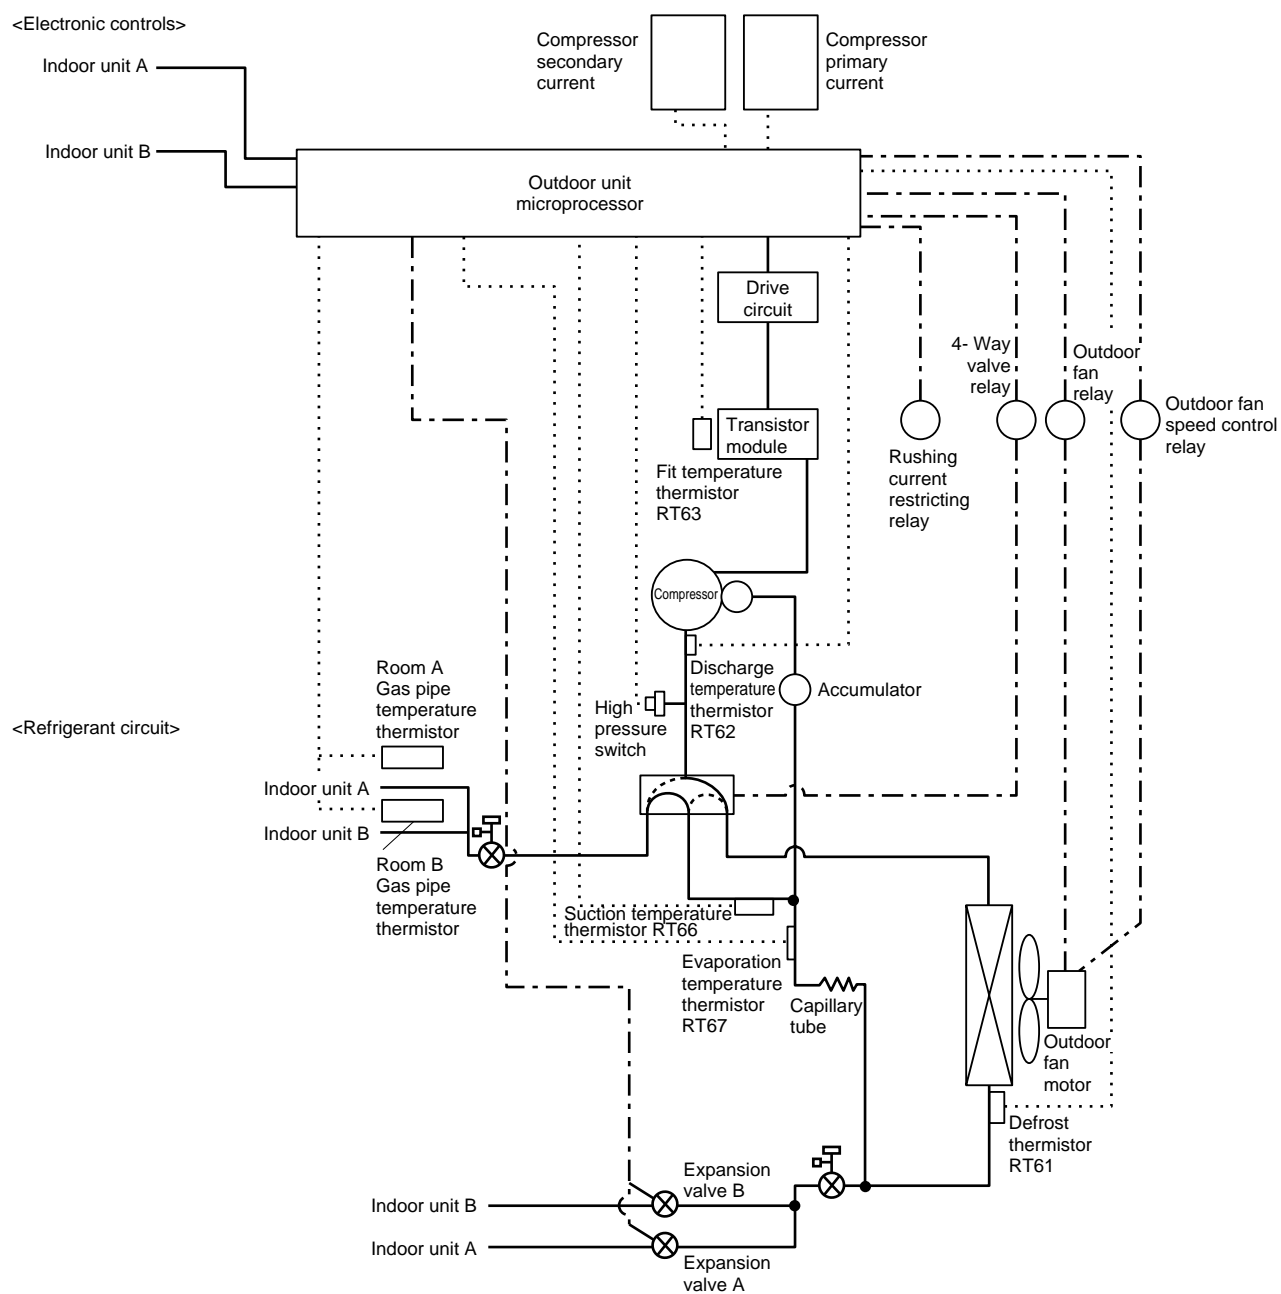 <Electronic controls>
Indoor unit A
Indoor unit B
Compressor
secondary
current
Compressor
primary
current
Outdoor unit
microprocessor
Drive
circuit
4- Way
valve
relay
Outdoor
fan
relay
Outdoor fan
speed control
relay
Transistor
module
Fit temperature
thermistor
RT63
Rushing
current
restricting
relay
Compressor
Room A
Gas pipe
temperature
thermistor
Discharge
temperature
thermistor
RT62
Accumulator
High
pressure
switch
<Refrigerant circuit>
Indoor unit A
Indoor unit B
Room B
Gas pipe
temperature
thermistor
Suction temperature
thermistor RT66
Evaporation
temperature
thermistor
RT67
Capillary
tube
Outdoor
fan
motor
Defrost
thermistor
RT61
Expansion
valve B
Indoor unit B
Indoor unit A
Expansion
valve A